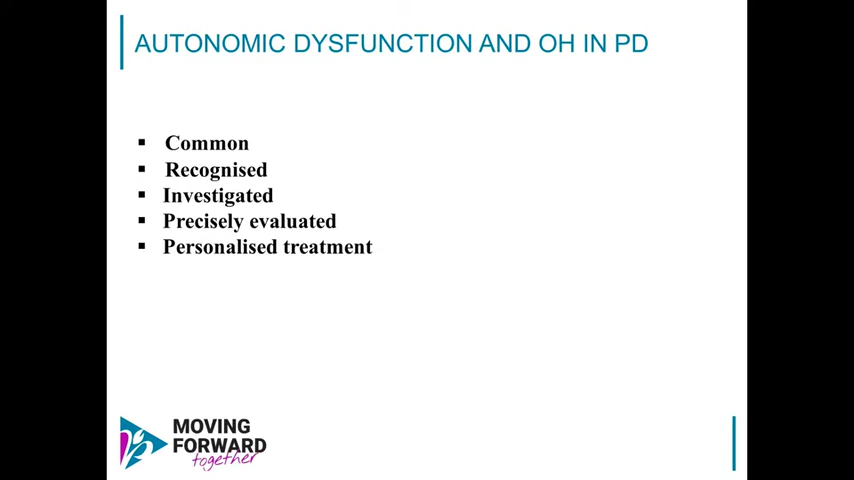 AUTONOMIC DYSFUNCTION AND OH IN PD
▪ Common
▪ Recognised
▪ Investigated
▪ Precisely evaluated
▪ Personalised treatment
MOVING
FORWARD
together